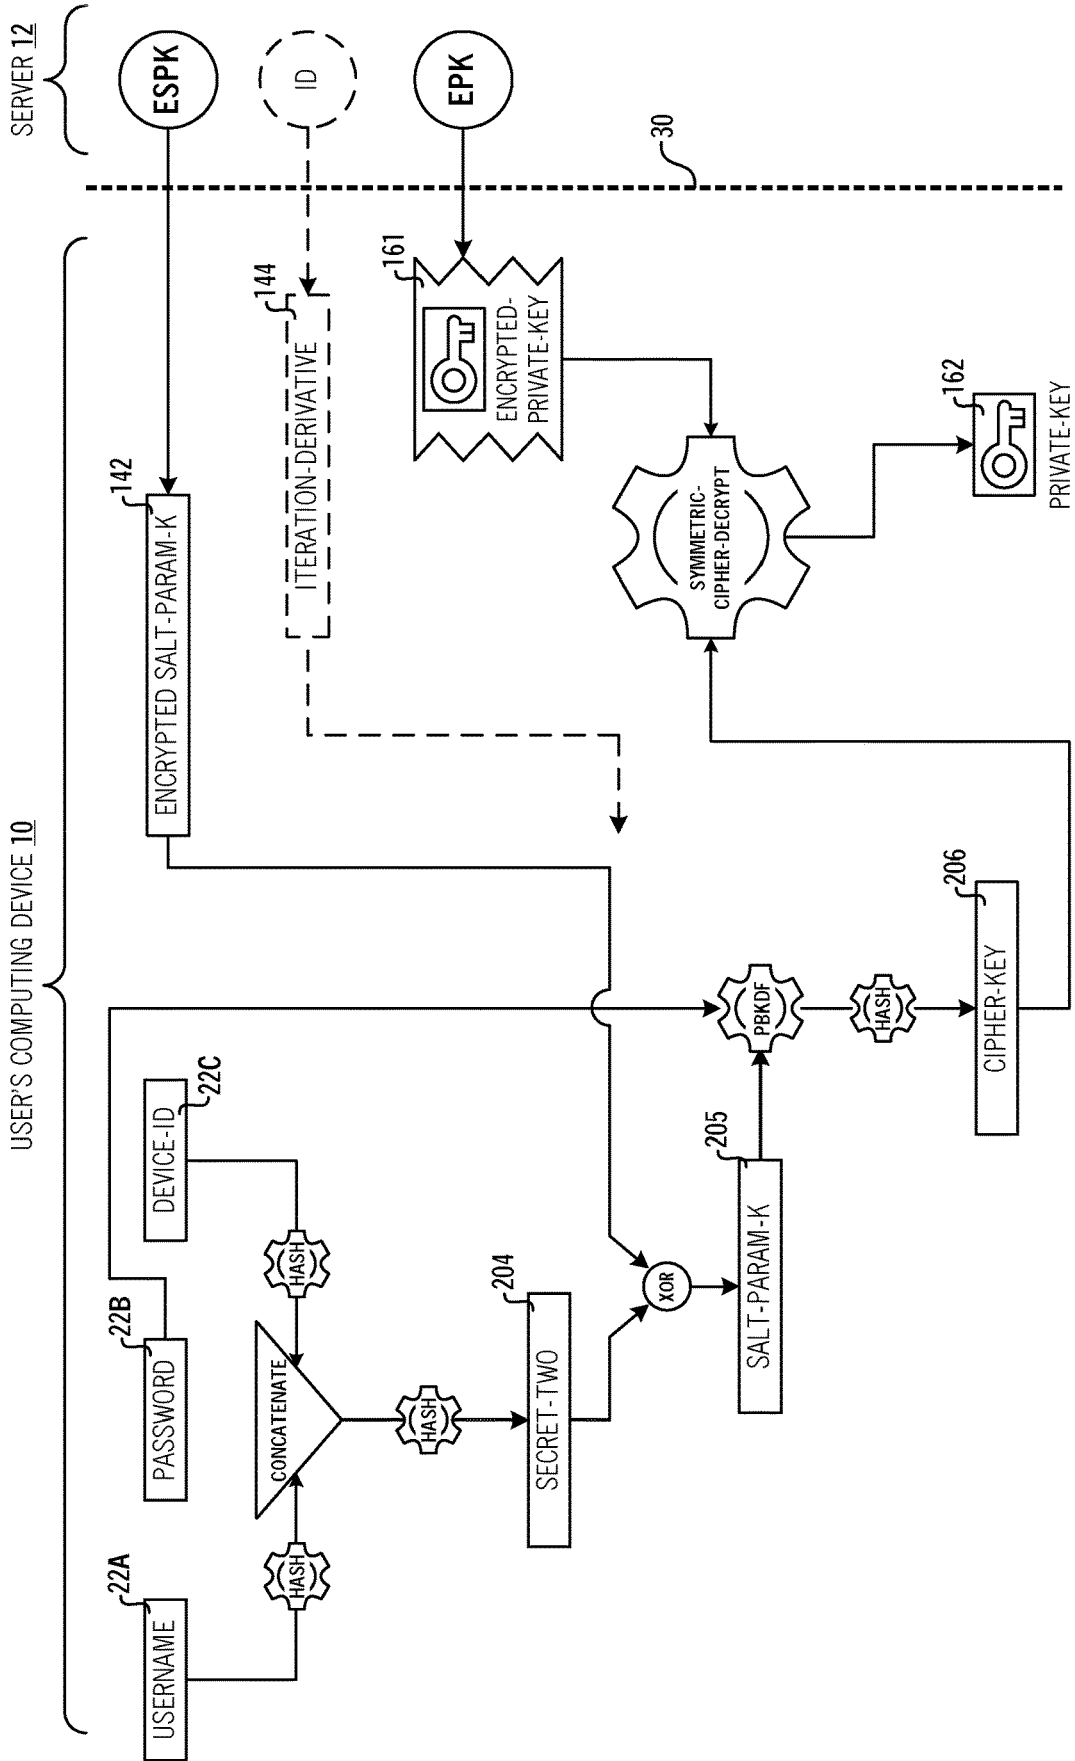 USER'S COMPUTING DEVICE 10
SERVER 12
USERNAME
22A
PASSWORD
22B
DEVICE-ID
22C
ENCRYPTED SALT-PARAM-K
142
ESPK
HASH
CONCATENATE
HASH
ITERATION-DERIVATIVE
144
ID
HASH
161
ENCRYPTED-
PRIVATE-KEY
EPK
SECRET-TWO
204
XOR
SYMMETRIC-
CIPHER-DECRYPT
30
SALT-PARAM-K
205
PBKDF
HASH
CIPHER-KEY
206
162
PRIVATE-KEY